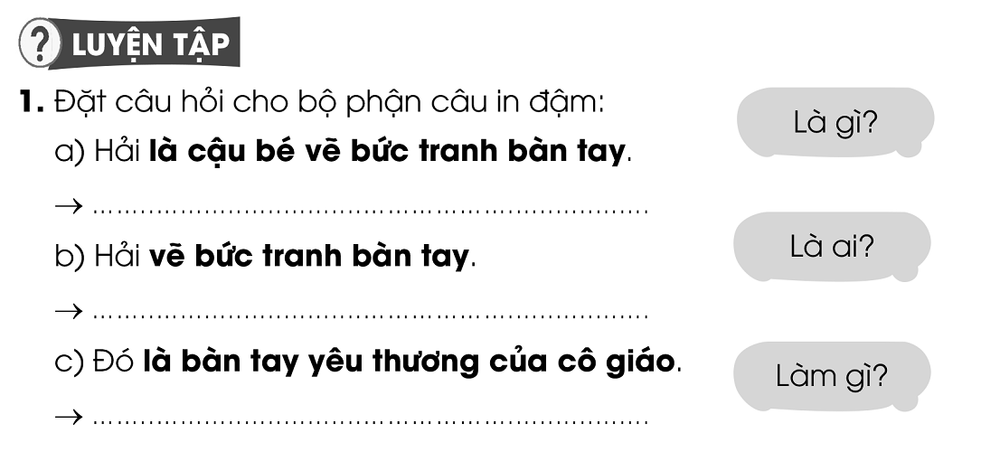 ? LUYỆN TẬP
1. Đặt câu hỏi cho bộ phận câu in đậm:
a) Hải là cậu bé vẽ bức tranh bàn tay.
→ ...............................................................
b) Hải vẽ bức tranh bàn tay.
→ ...............................................................
c) Đó là bàn tay yêu thương của cô giáo.
→ ...............................................................
Là gì?
Là ai?
Làm gì?